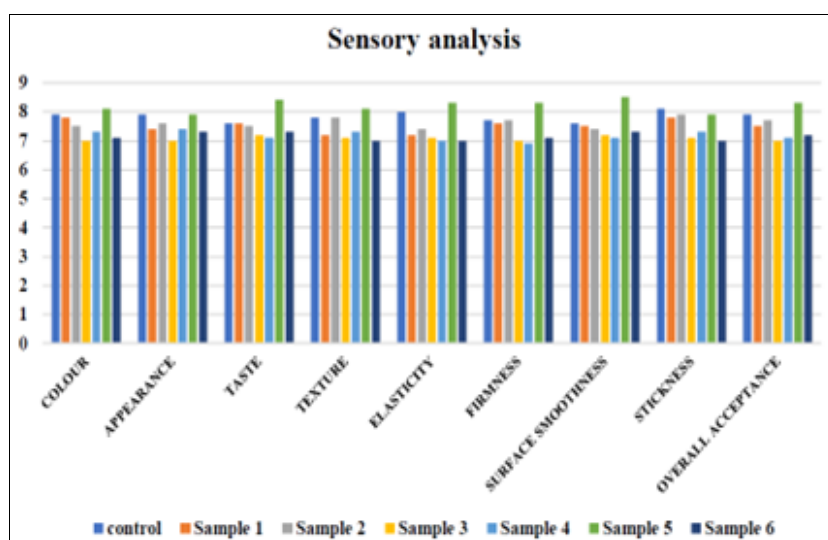 Sensory analysis
9
8
7
6
5
4
3
2
1
0
COLOUR
APPEARANCE
TASTE
TEXTURE
ELASTICITY
FIRMNESS
SURFACE SMOOTHNESS
STICKNESS
OVERALL ACCEPTANCE
control Sample 1 Sample 2 Sample 3 Sample 4 Sample 5 Sample 6